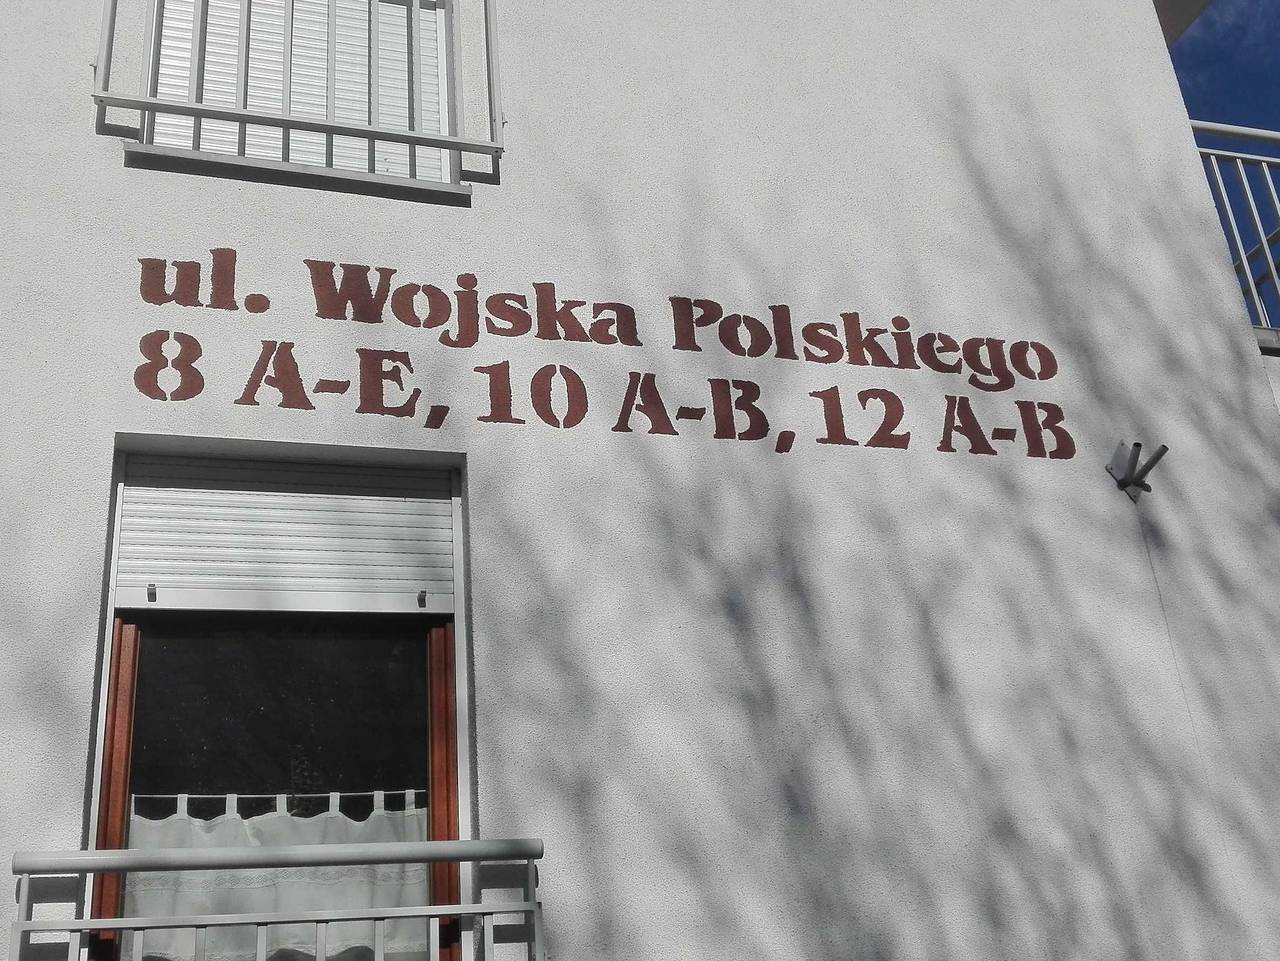 ul. Wojska Polskiego
8 A-E, 10 A-B, 12 A-B